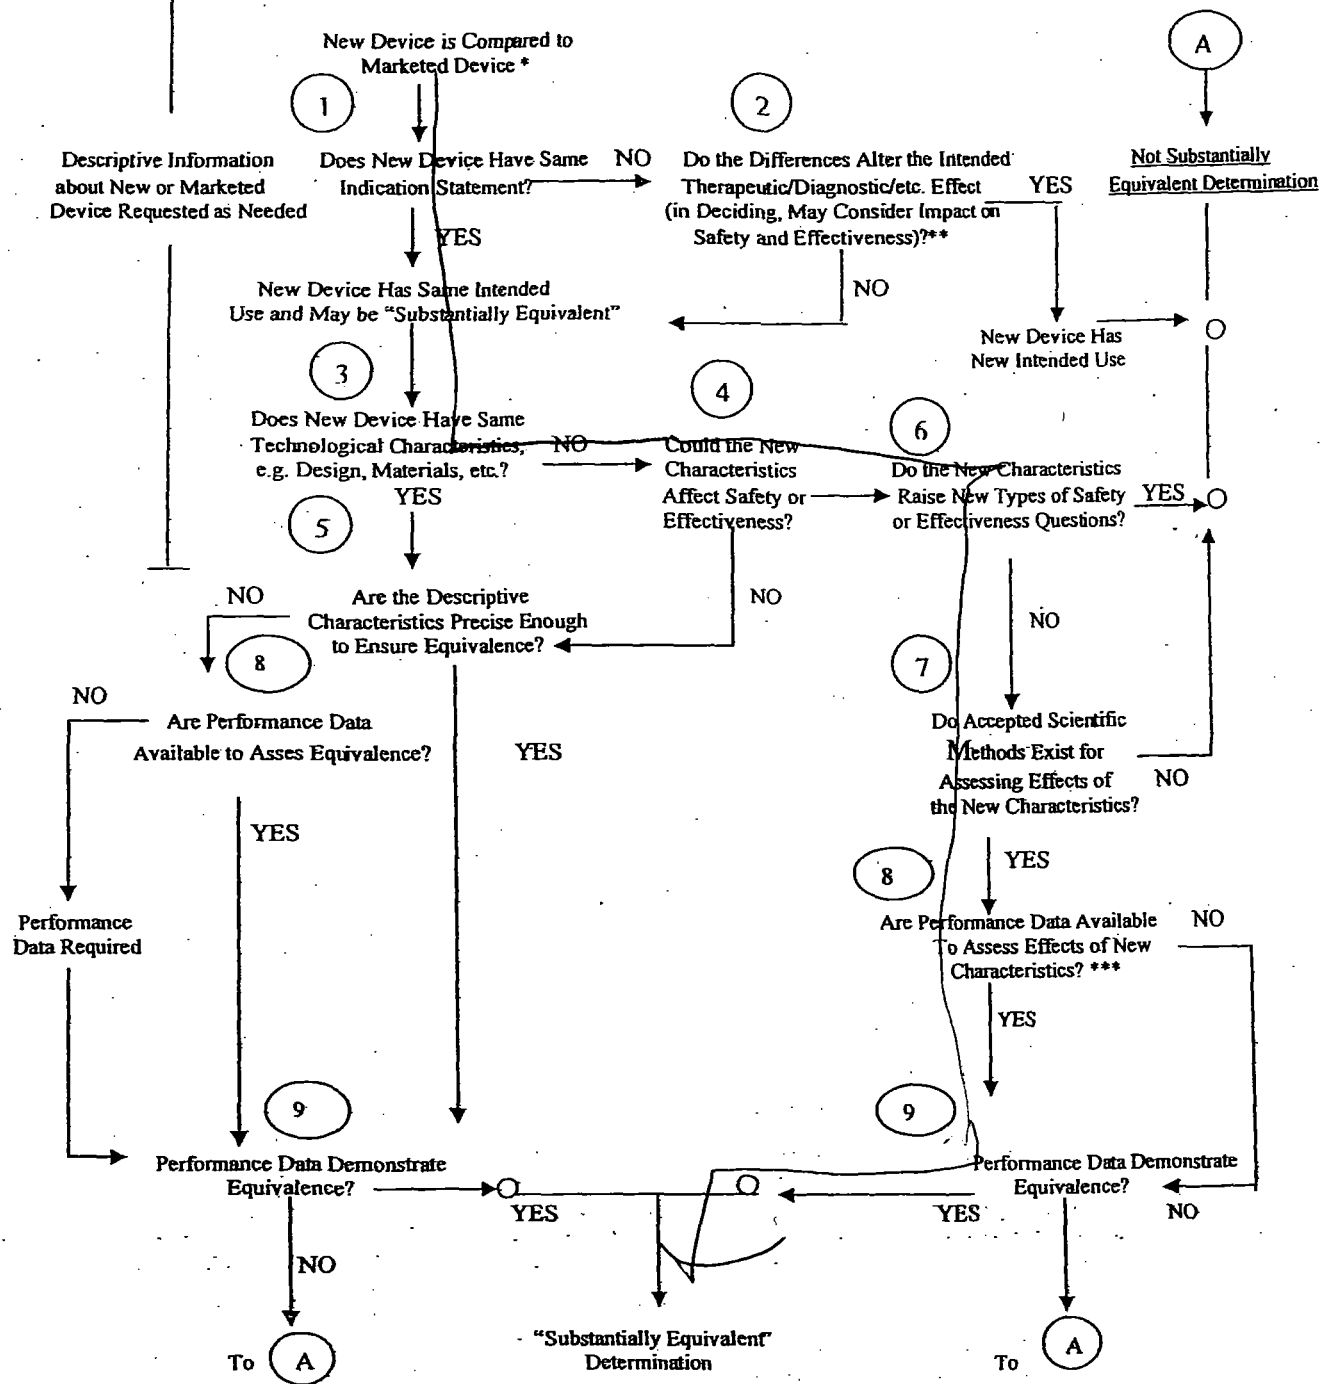 New Device is Compared to
Marketed Device *
A
1
2
Descriptive Information
about New or Marketed
Device Requested as Needed
Does New Device Have Same
Indication Statement?
NO
Do the Differences Alter the Intended
Therapeutic/Diagnostic/etc. Effect
(in Deciding, May Consider Impact on
Safety and Effectiveness)?**
YES
Not Substantially
Equivalent Determination
YES
NO
New Device Has Same Intended
Use and May be "Substantially Equivalent"
New Device Has
New Intended Use
3
4
6
Does New Device Have Same
Technological Characteristics,
e.g. Design, Materials, etc.?
NO
Could the New
Characteristics
Affect Safety or
Effectiveness?
Do the New Characteristics
Raise New Types of Safety
or Effectiveness Questions?
YES
YES
5
NO
Are the Descriptive
Characteristics Precise Enough
to Ensure Equivalence?
NO
NO
8
7
NO
Are Performance Data
Available to Asses Equivalence?
YES
Do Accepted Scientific
Methods Exist for
Assessing Effects of
the New Characteristics?
NO
YES
YES
8
Performance
Data Required
Are Performance Data Available
To Assess Effects of New
Characteristics? ***
NO
YES
9
9
Performance Data Demonstrate
Equivalence?
YES
Performance Data Demonstrate
Equivalence?
YES
NO
NO
"Substantially Equivalent"
Determination
To A
To A